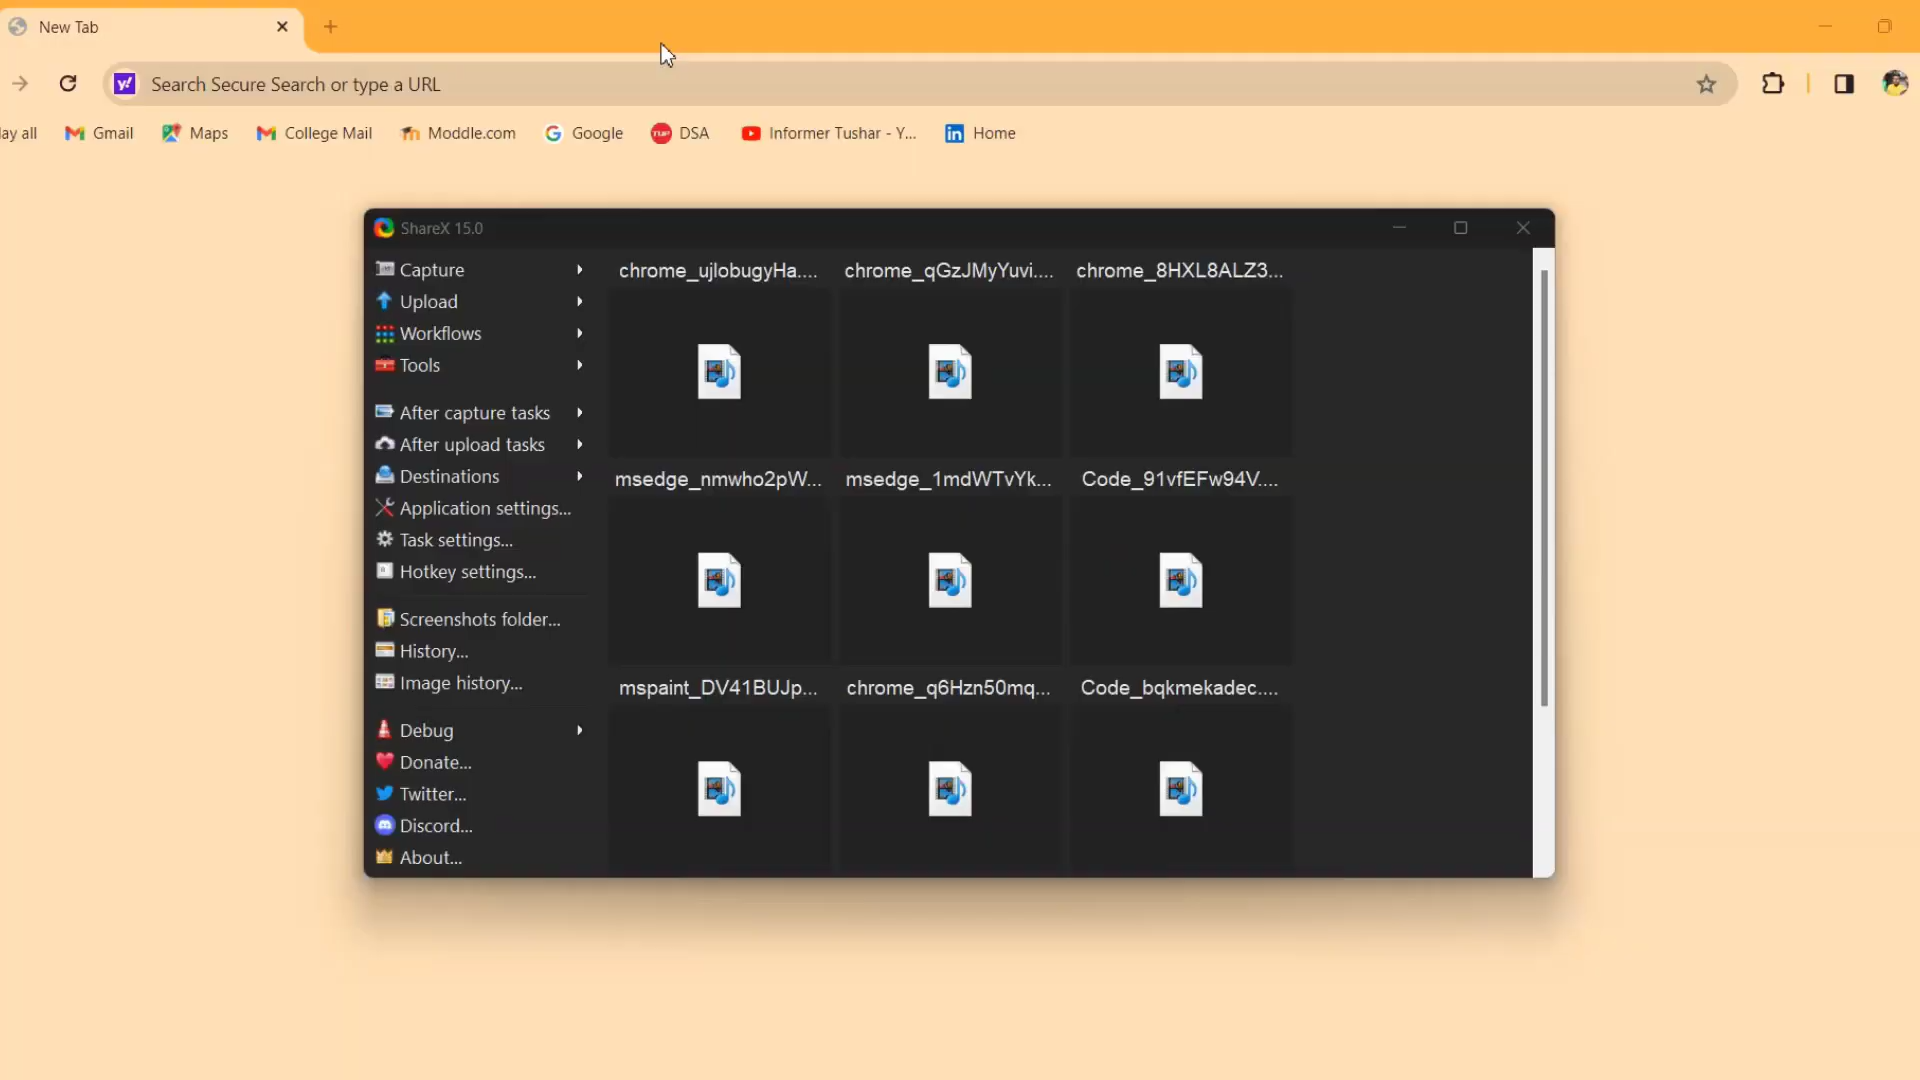 New Tab
Search Secure Search or type a URL
lay all
Gmail
Maps
College Mail
Moddle.com
Google
DSA
Informer Tushar - Y...
Home
ShareX 15.0
Capture
Upload
Workflows
Tools
After capture tasks
After upload tasks
Destinations
Application settings...
Task settings...
Hotkey settings...
Screenshots folder...
History...
Image history...
Debug
Donate...
Twitter...
Discord...
About...
chrome_ujlobugyHa....
chrome_qGzJMyYuvi....
chrome_8HXL8ALZ3...
msedge_nmwho2pW...
msedge_1mdWTvYk...
Code_91vfEFw94V....
mspaint_DV41BUJp...
chrome_q6Hzn50mq...
Code_bqkmekadec....